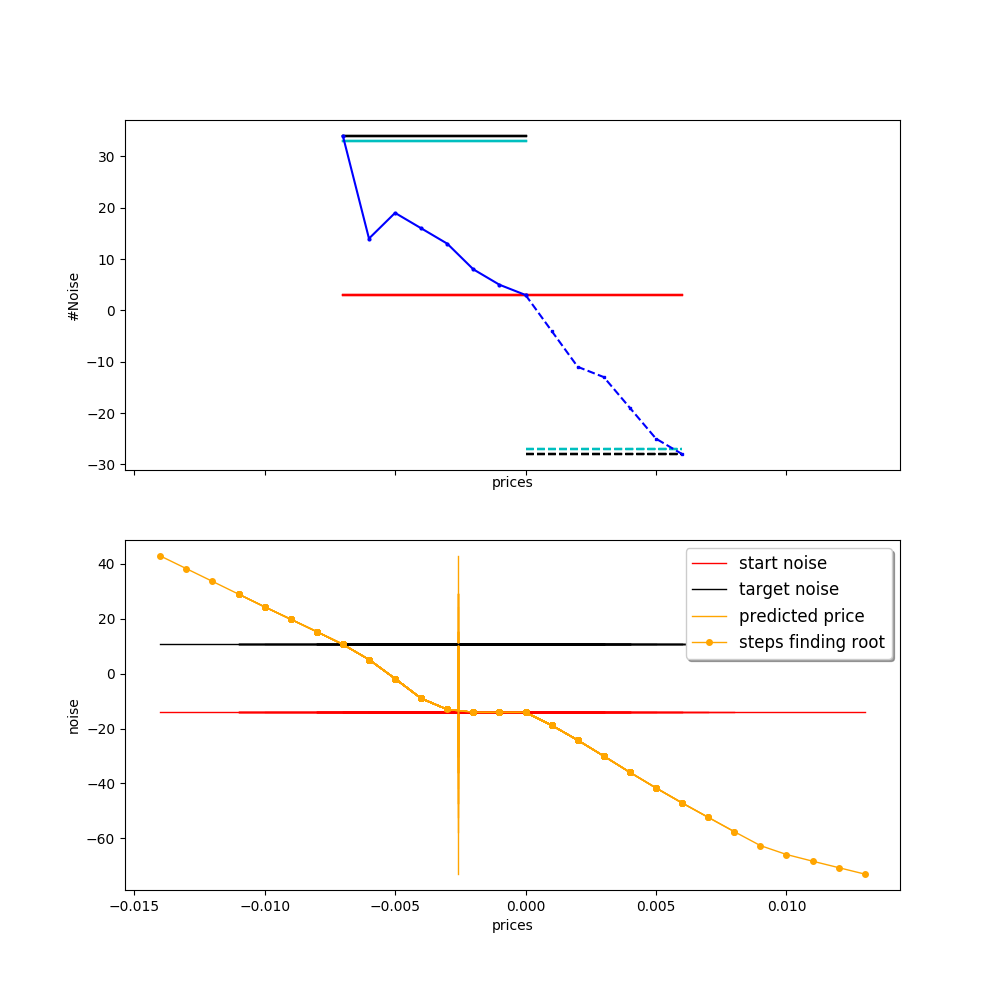 30
20
10
0
−10
−20
−30
#Noise
prices
40
20
0
−20
−40
−60
noise
start noise
target noise
predicted price
steps finding root
−0.015 −0.010 −0.005 0.000 0.005 0.010
prices